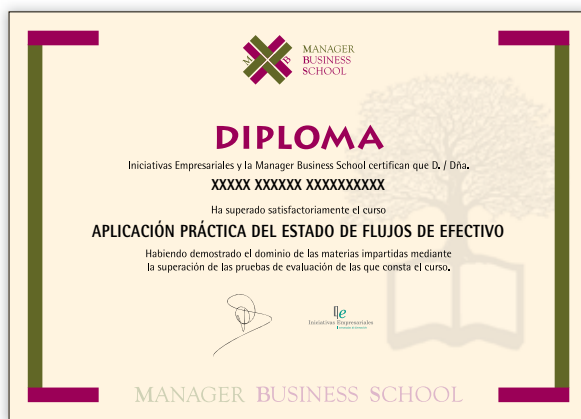 M B
MANAGER
BUSINESS
SCHOOL
DIPLOMA
Iniciativas Empresariales y la Manager Business School certifican que D. / Dña.
XXXXX XXXXXX XXXXXXXXXX
Ha superado satisfactoriamente el curso
APLICACIÓN PRÁCTICA DEL ESTADO DE FLUJOS DE EFECTIVO
Habiendo demostrado el dominio de las materias impartidas mediante
la superación de las pruebas de evaluación de las que consta el curso.
Ie
Iniciativas Empresariales
MANAGER BUSINESS SCHOOL